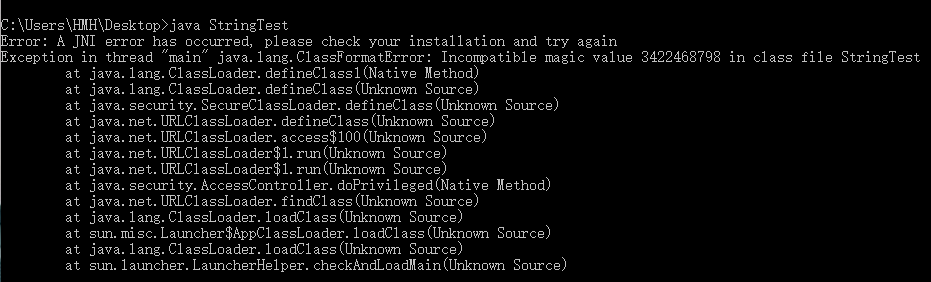 C:\Users\HMH\Desktop>java StringTest
Error: A JNI error has occurred, please check your installation and try again
Exception in thread "main" java.lang.ClassFormatError: Incompatible magic value 3422468798 in class file StringTest
        at java.lang.ClassLoader.defineClass1(Native Method)
        at java.lang.ClassLoader.defineClass(Unknown Source)
        at java.security.SecureClassLoader.defineClass(Unknown Source)
        at java.net.URLClassLoader.defineClass(Unknown Source)
        at java.net.URLClassLoader.access$100(Unknown Source)
        at java.net.URLClassLoader$1.run(Unknown Source)
        at java.net.URLClassLoader$1.run(Unknown Source)
        at java.security.AccessController.doPrivileged(Native Method)
        at java.net.URLClassLoader.findClass(Unknown Source)
        at java.lang.ClassLoader.loadClass(Unknown Source)
        at sun.misc.Launcher$AppClassLoader.loadClass(Unknown Source)
        at java.lang.ClassLoader.loadClass(Unknown Source)
        at sun.launcher.LauncherHelper.checkAndLoadMain(Unknown Source)